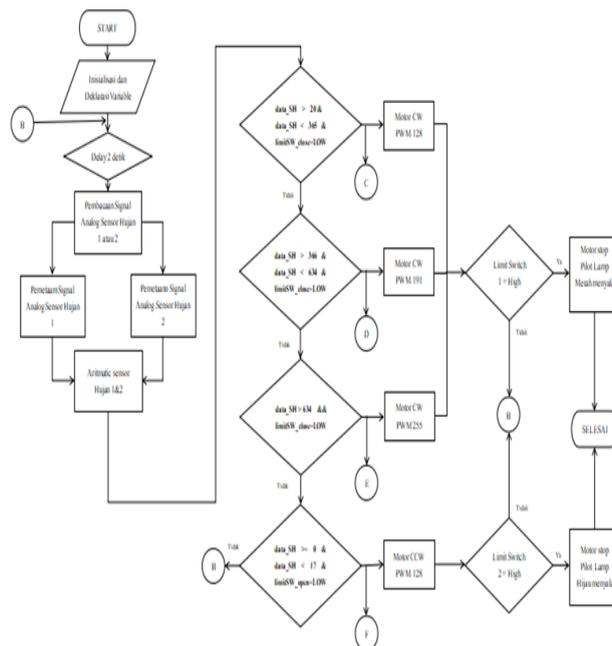 START
Inisialisasi dan
Deklarasi Variable
B
Delay 2 detik
Pembacaan Signal
Analog Sensor Hujan
1 atau 2
Pemetaan Signal
Analog Sensor Hujan
1
Pemetaan Signal
Analog Sensor Hujan
2
Aritmatic sensor
Hujan 1&2
data_SH > 20 &
data_SH < 365 &
limitSW_close=LOW
Motor CW
PWM 128
C
Tidak
data_SH > 366 &
data_SH < 634 &
limitSW_close=LOW
Motor CW
PWM 191
D
Tidak
data_SH > 634 &&
limitSW_close=LOW
Motor CW
PWM 255
E
Tidak
data_SH >= 0 &
data_SH < 17 &
limitSW_open=LOW
Tidak
B
Motor CCW
PWM 128
F
Limit Switch
1 = High
Ya
Motor stop
Pilot Lamp
Merah menyala
Tidak
B
SELESAI
Tidak
Limit Switch
2 = High
Ya
Motor stop
Pilot Lamp
Hijau menyala